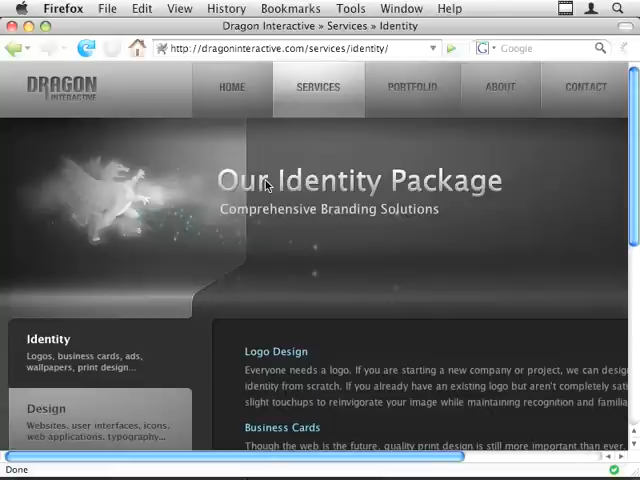 Firefox File Edit View History Bookmarks Tools Window Help
Dragon Interactive » Services » Identity
http://dragoninteractive.com/services/identity/
Google
DRAGON
INTERACTIVE
HOME SERVICES PORTFOLIO ABOUT CONTACT
Our Identity Package
Comprehensive Branding Solutions
Identity
Logos, business cards, ads,
wallpapers, print design...
Design
Websites, user interfaces, icons,
web applications, typography...
Logo Design
Everyone needs a logo. If you are starting a new company or project, we can desig
identity from scratch. If you already have an existing logo but aren't completely sati
slight touchups to reinvigorate your image while maintaining recognition and familia
Business Cards
Though the web is the future, quality print design is still more important than ever.
Done